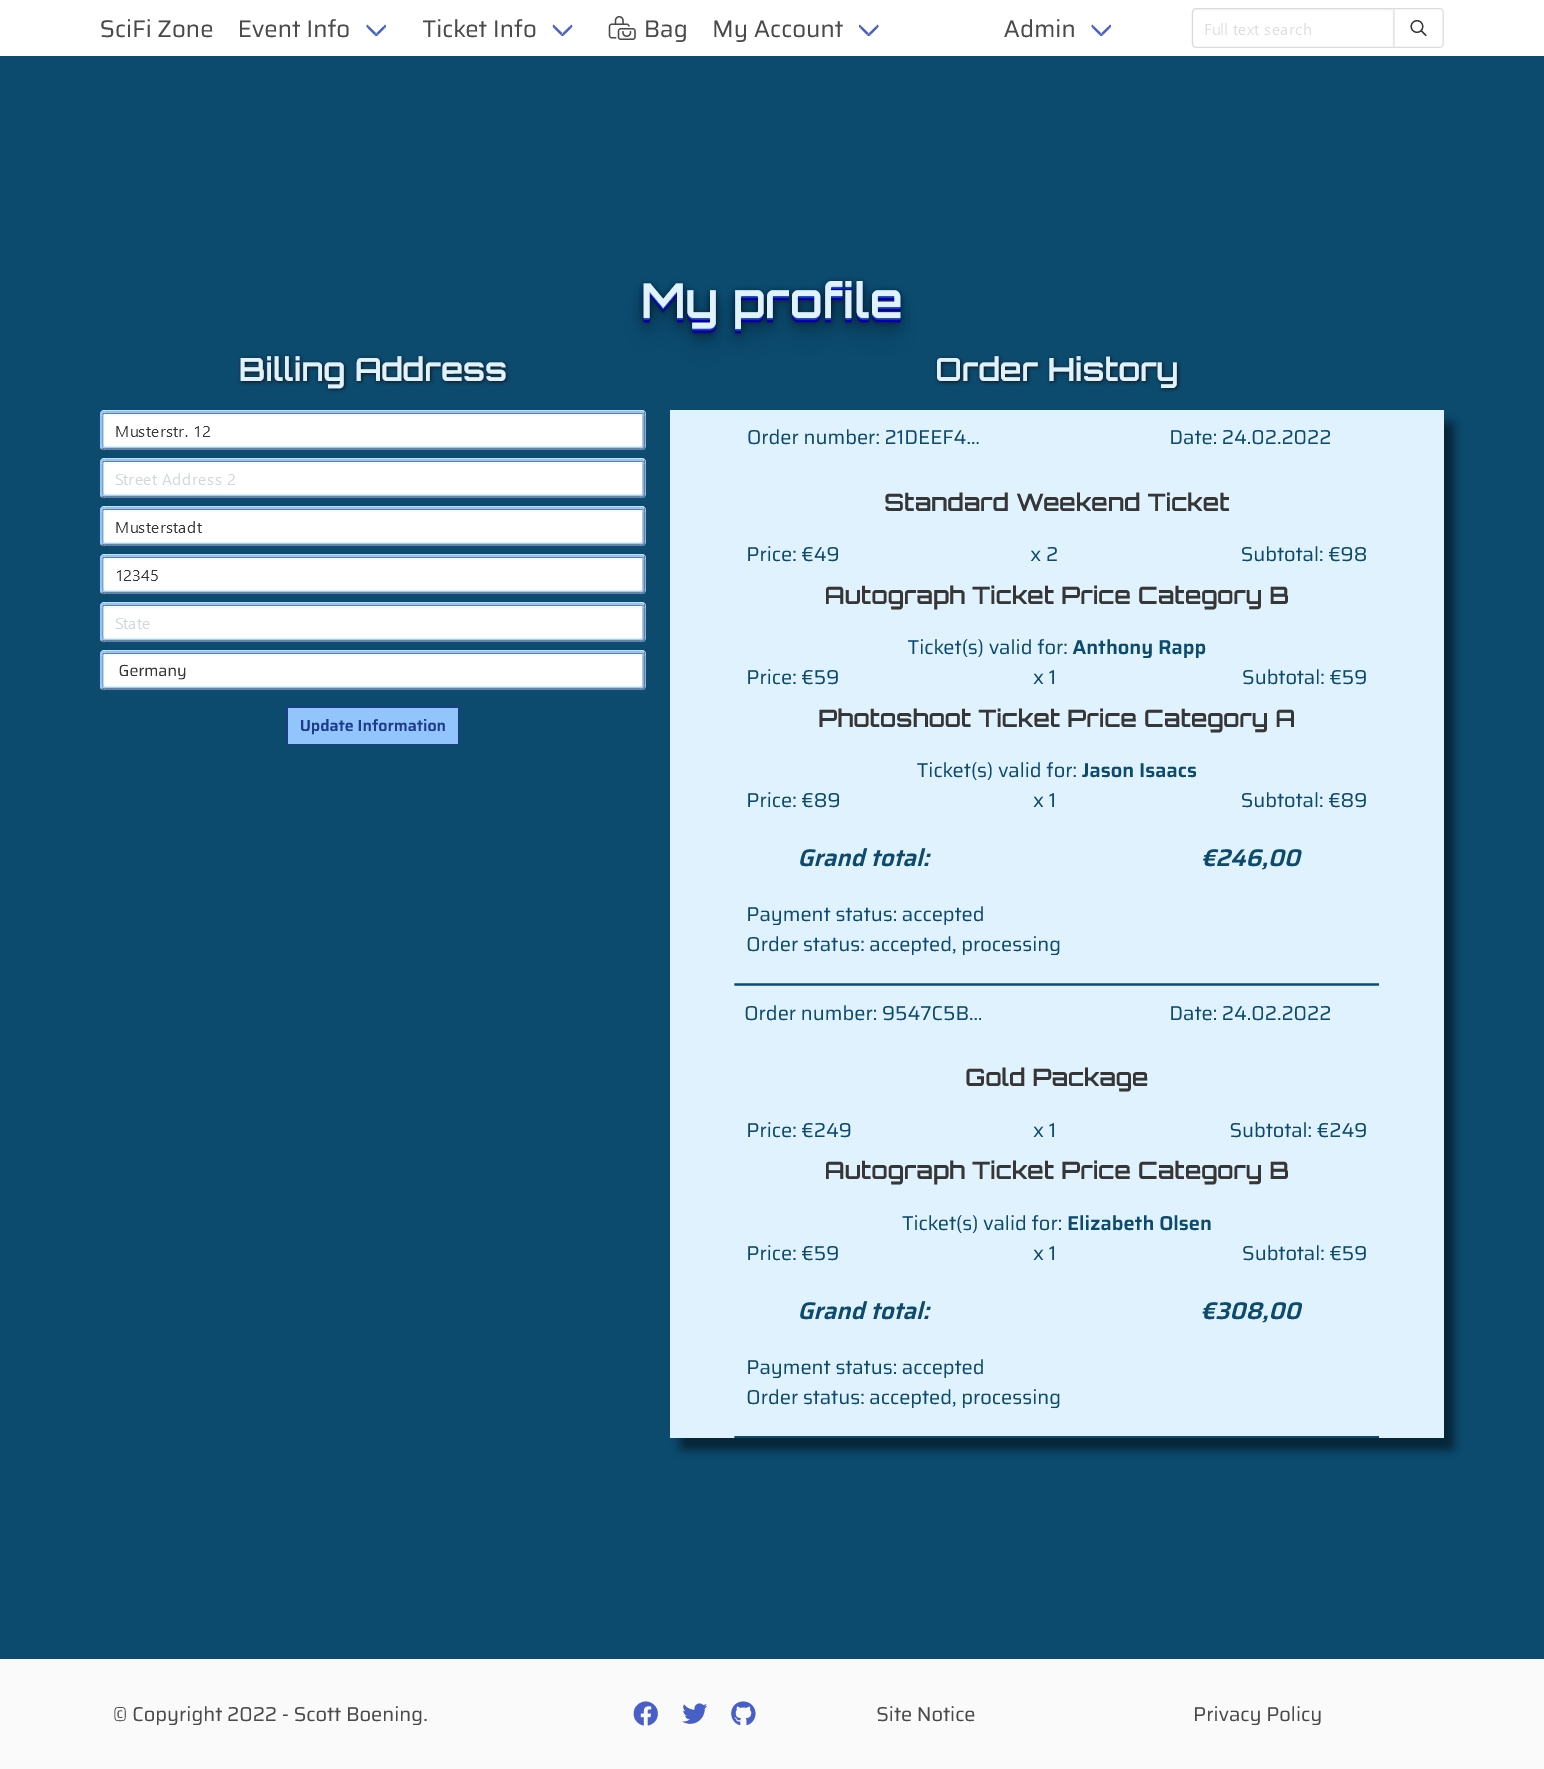 SciFi Zone Event Info Ticket Info Bag My Account Admin Full text search
My profile
Billing Address
Musterstr. 12
Street Address 2
Musterstadt
12345
State
Germany
Update Information
Order History
Order number: 21DEEF4... Date: 24.02.2022
Standard Weekend Ticket
Price: €49 x 2 Subtotal: €98
Autograph Ticket Price Category B
Ticket(s) valid for: Anthony Rapp
Price: €59 x 1 Subtotal: €59
Photoshoot Ticket Price Category A
Ticket(s) valid for: Jason Isaacs
Price: €89 x 1 Subtotal: €89
Grand total: €246,00
Payment status: accepted
Order status: accepted, processing
Order number: 9547C5B... Date: 24.02.2022
Gold Package
Price: €249 x 1 Subtotal: €249
Autograph Ticket Price Category B
Ticket(s) valid for: Elizabeth Olsen
Price: €59 x 1 Subtotal: €59
Grand total: €308,00
Payment status: accepted
Order status: accepted, processing
© Copyright 2022 - Scott Boening. Site Notice Privacy Policy